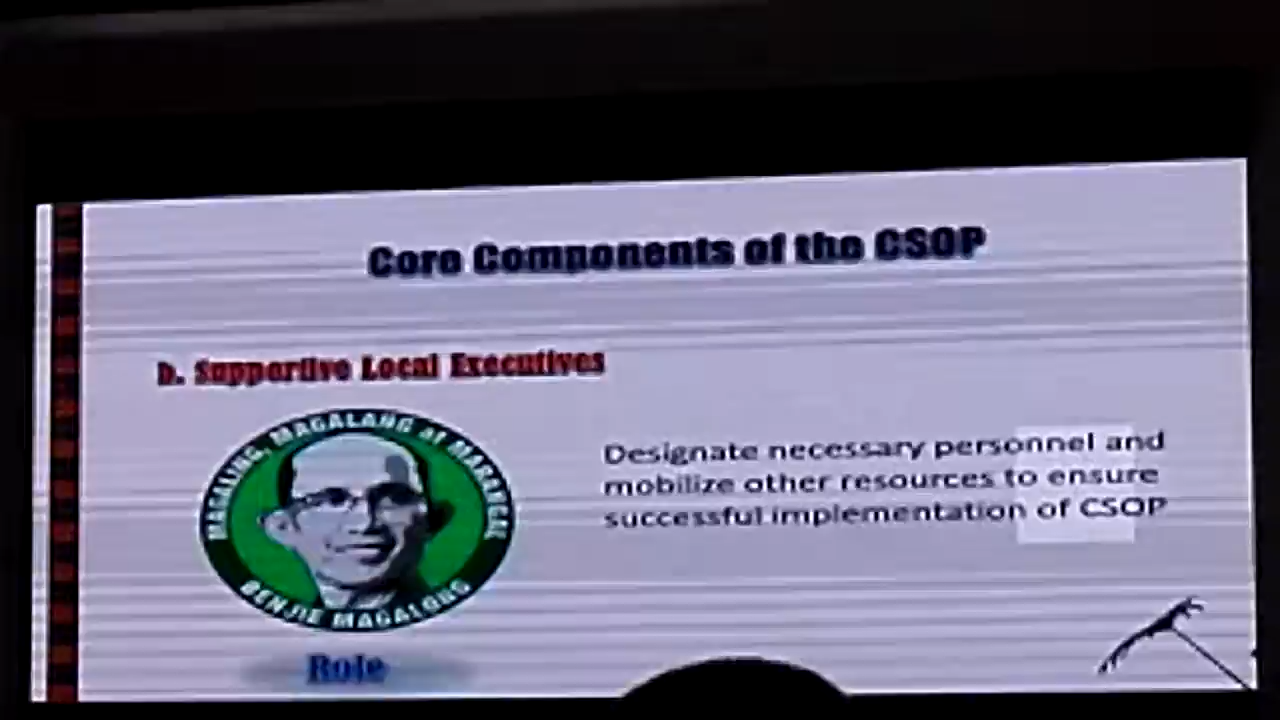 Core Components of the CSOP
b. Supportive Local Executives
MAGALING, MAGALANG at MAPAGMAHAL
Designate necessary personnel and
mobilize other resources to ensure
successful implementation of CSOP
BENJIE MAGALONG
Role